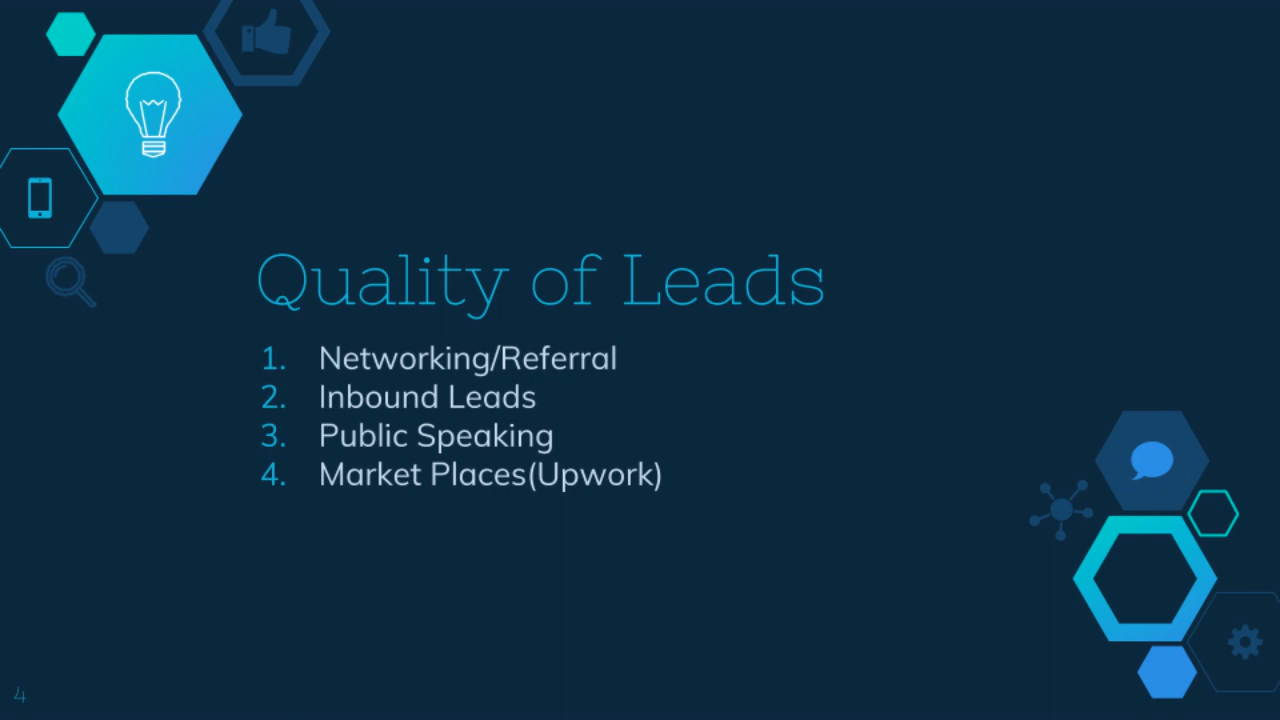 Quality of Leads
1. Networking/Referral
2. Inbound Leads
3. Public Speaking
4. Market Places(Upwork)
4